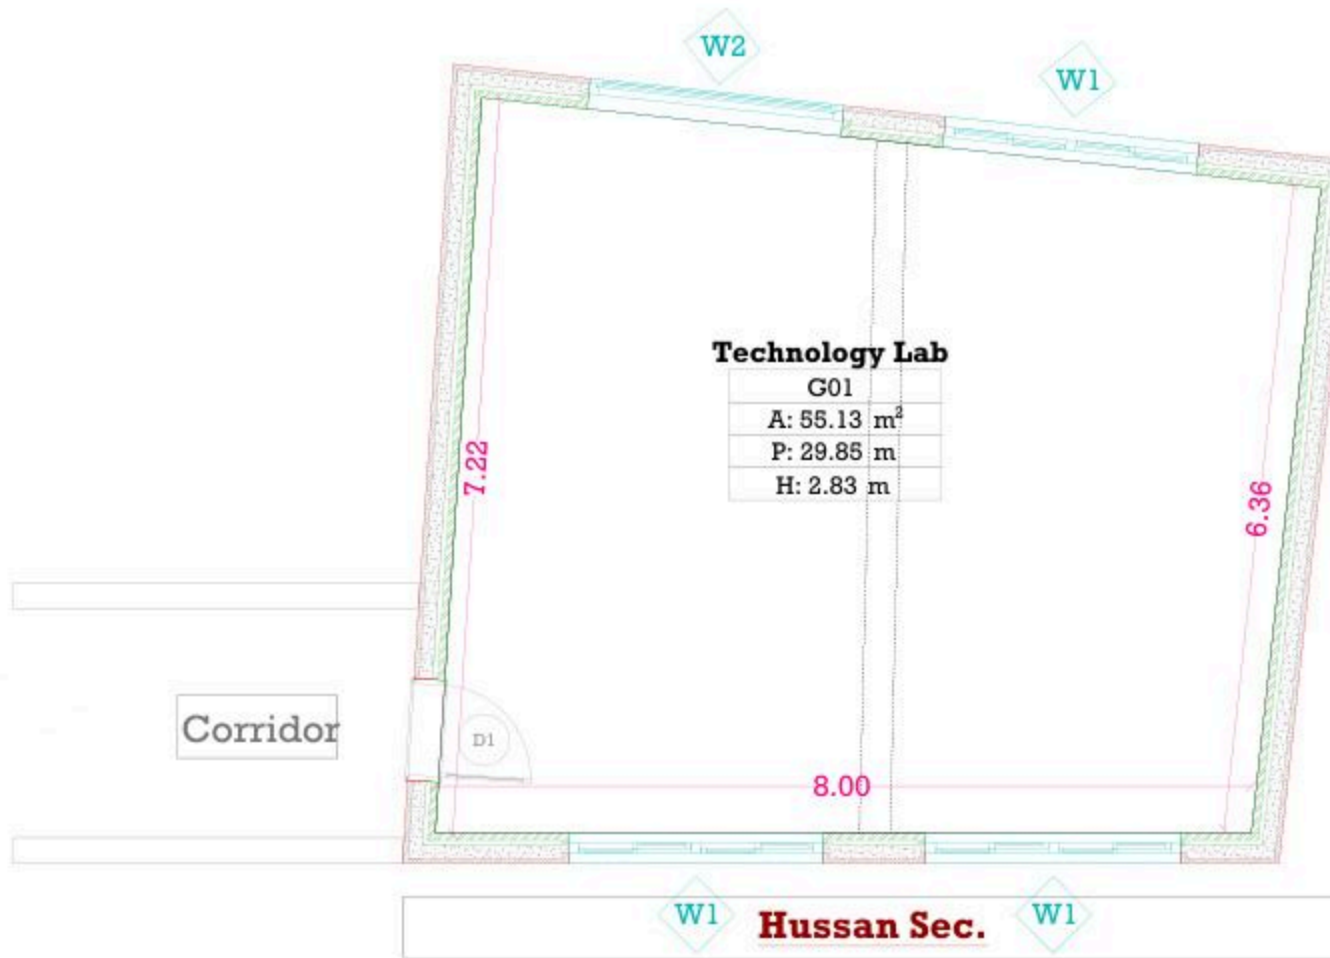 W2
W1
Technology Lab
G01
A: 55.13 m²
P: 29.85 m
H: 2.83 m
7.22
6.36
Corridor
D1
8.00
W1
Hussan Sec.
W1